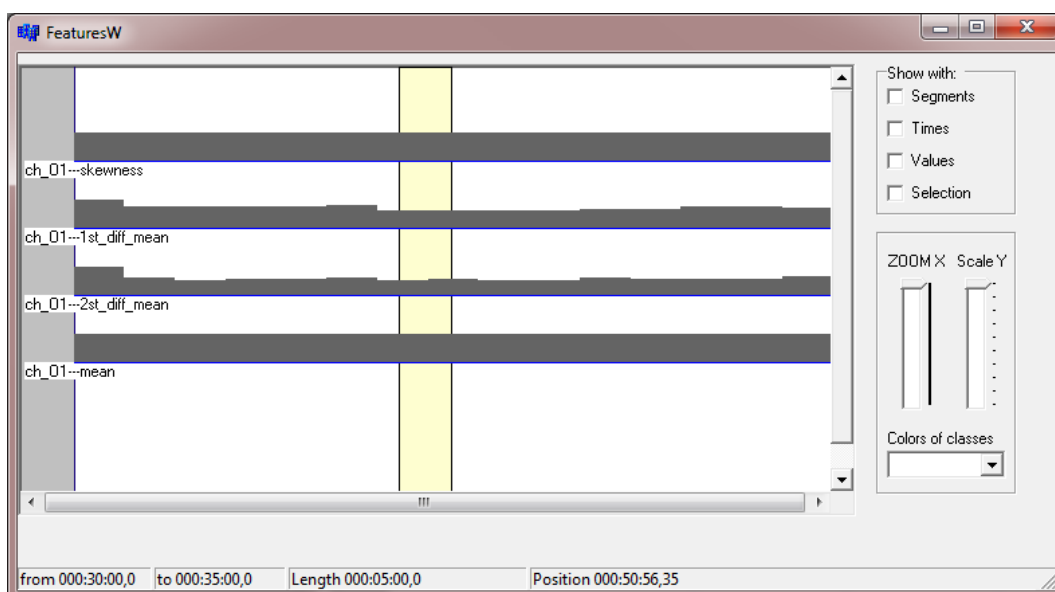 FeaturesW
ch_01---skewness
ch_01---1st_diff_mean
ch_01---2st_diff_mean
ch_01---mean
Show with:
Segments
Times
Values
Selection
ZOOM X Scale Y
Colors of classes
from 000:30:00,0 to 000:35:00,0 Length 000:05:00,0 Position 000:50:56,35